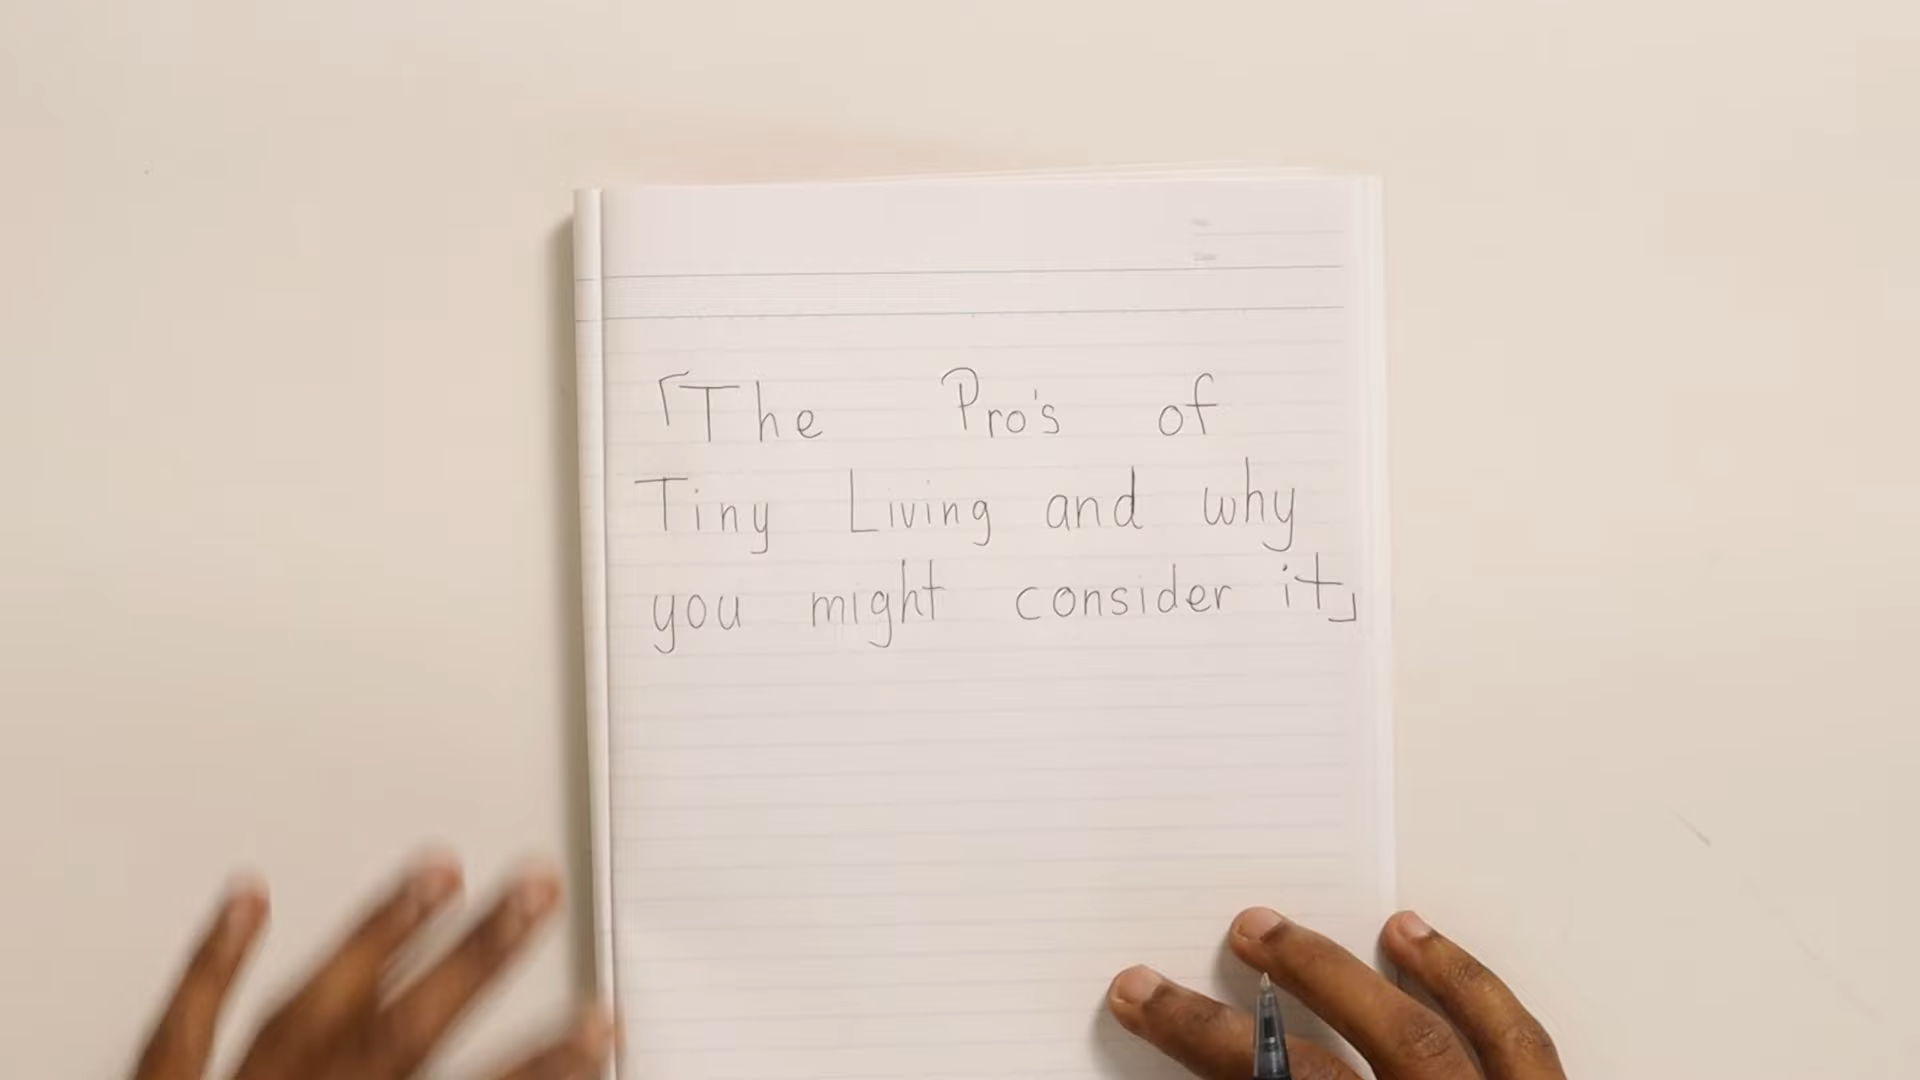 「The Pro's of
Tiny Living and why
you might consider it」